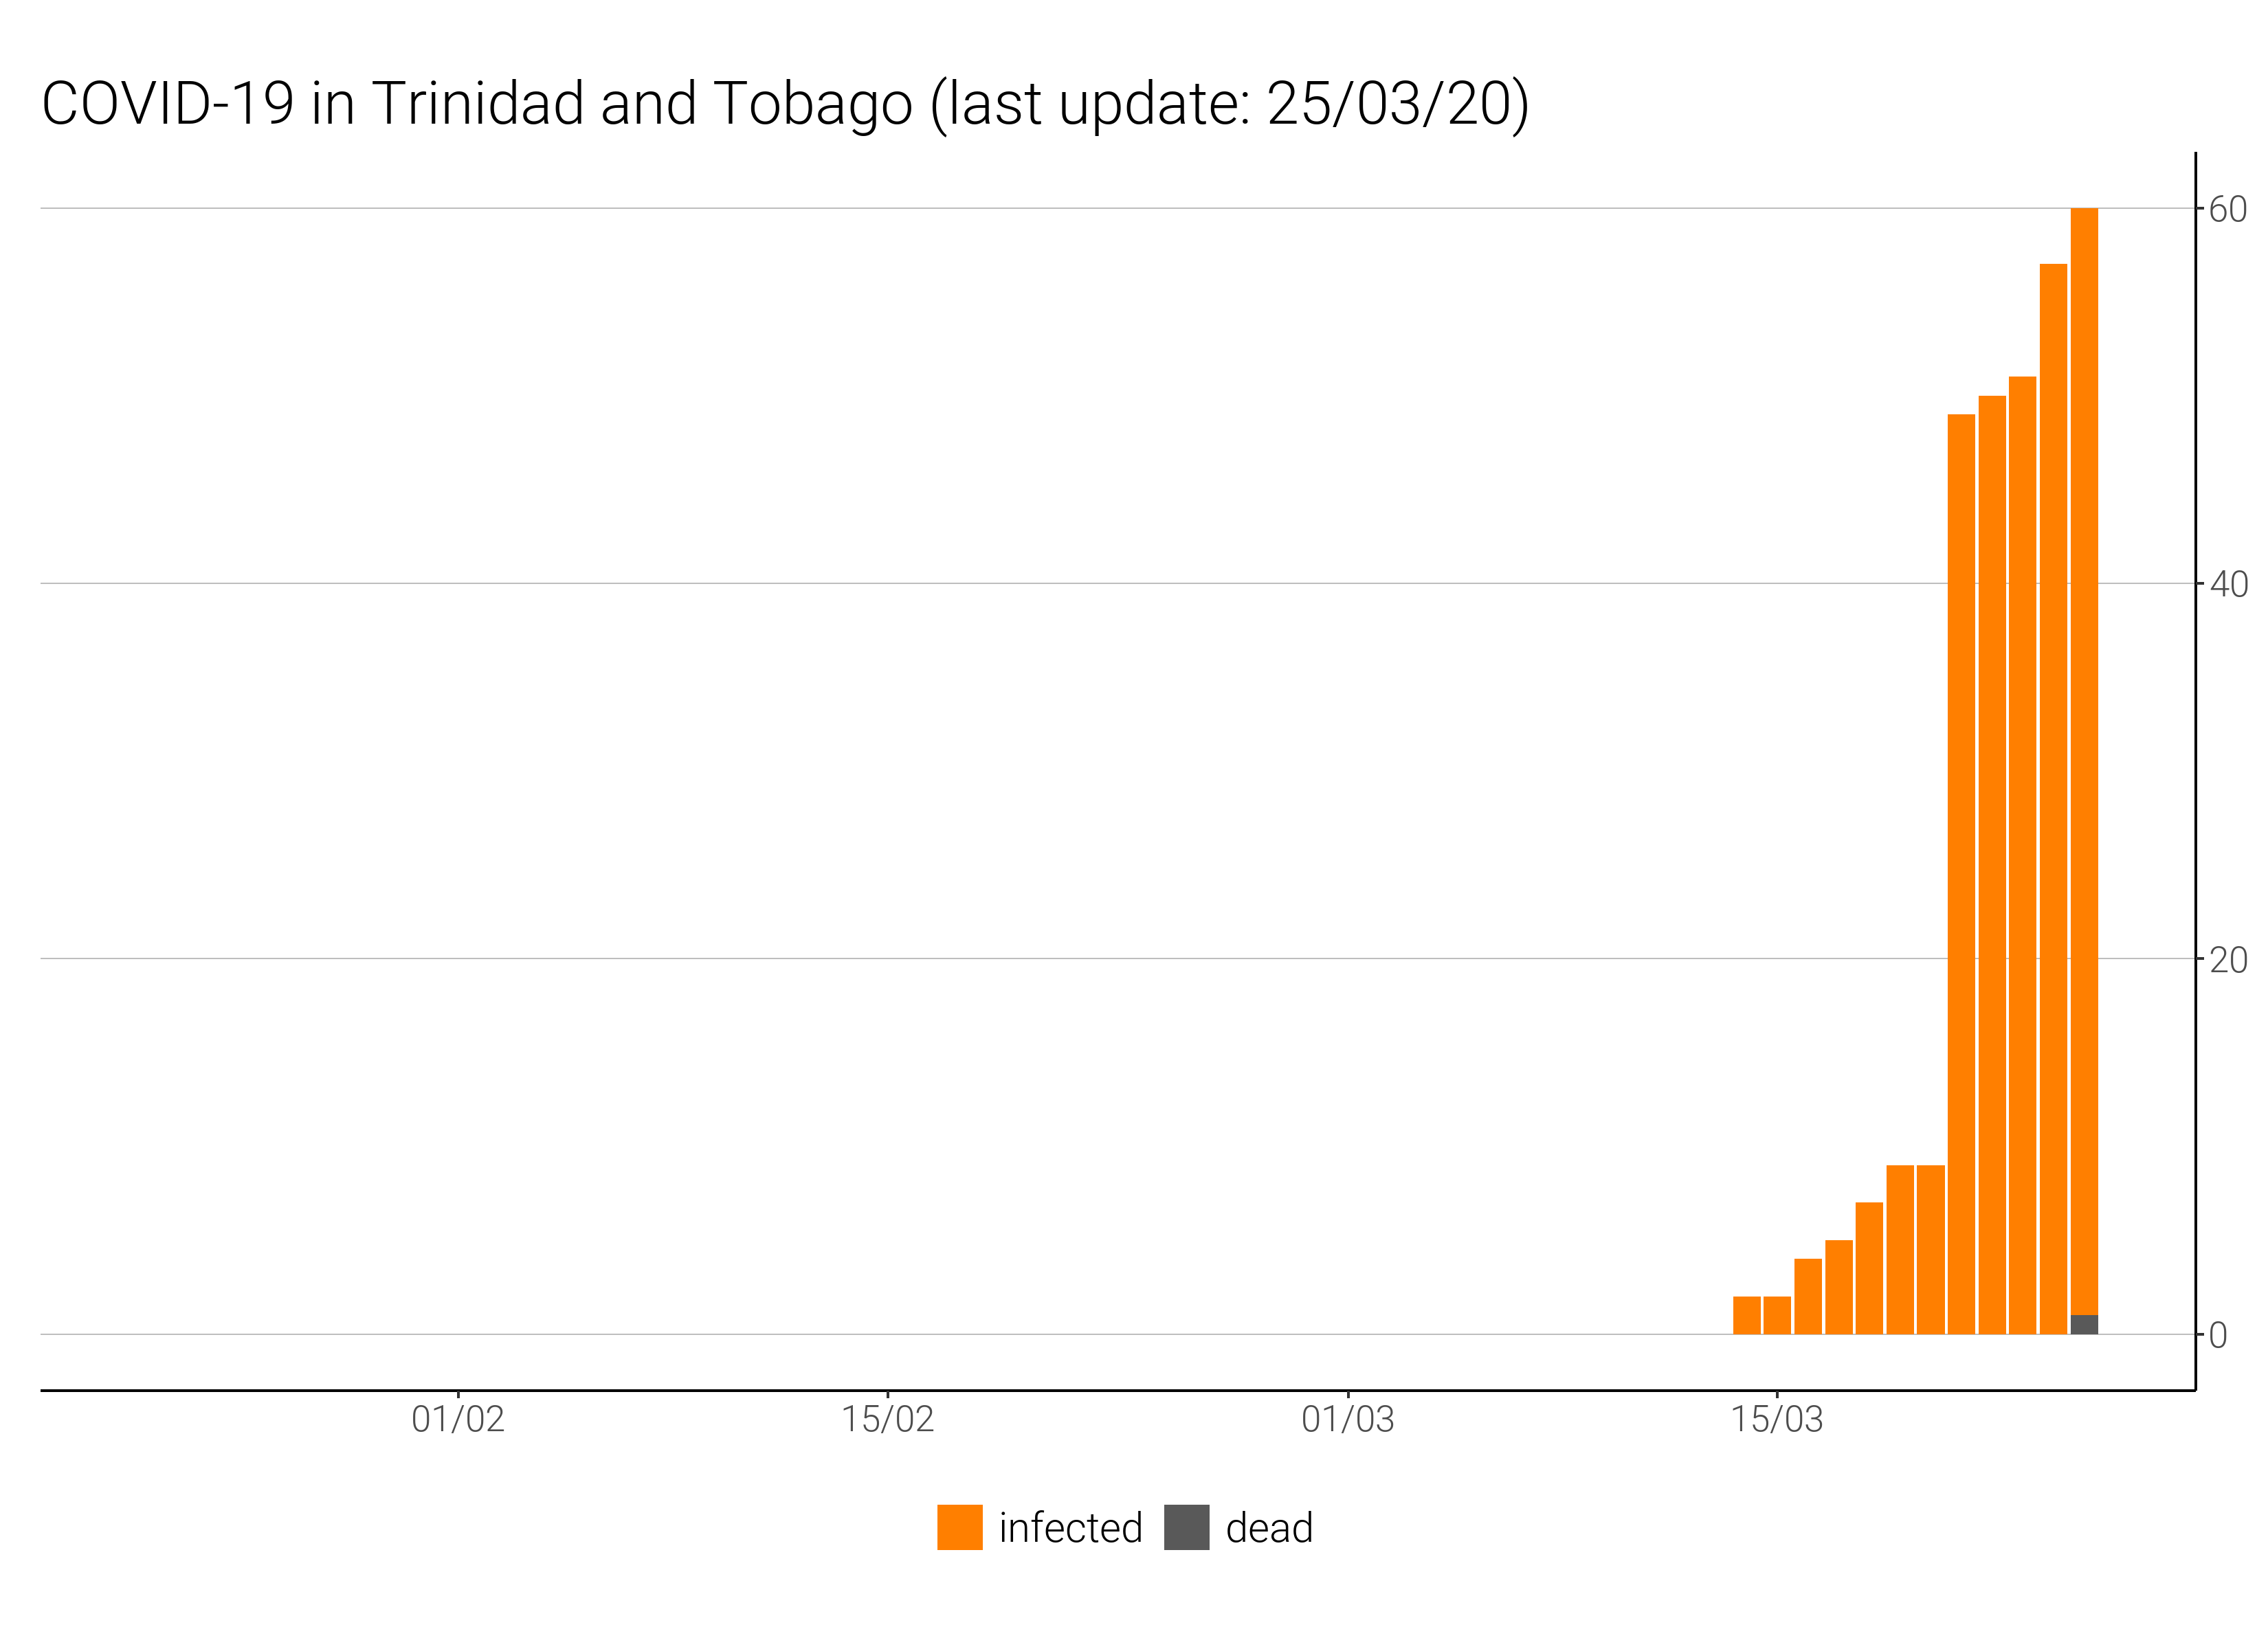 COVID-19 in Trinidad and Tobago (last update: 25/03/20)
60
40
20
0
01/02 15/02 01/03 15/03
infected dead